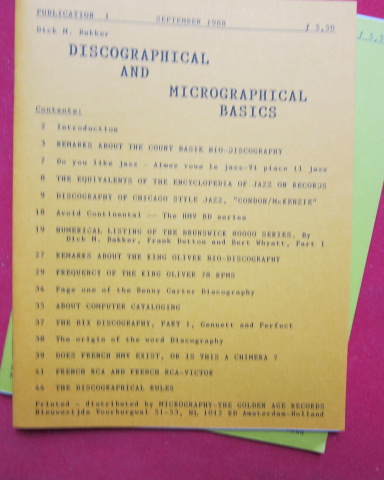 PUBLICATION 1 SEPTEMBER 1988 f 9,50
Dick M. Bakker
DISCOGRAPHICAL
AND
MICROGRAPHICAL
BASICS
Contents:
2 Introduction
3 REMARKS ABOUT THE COUNT BASIE BIO-DISCOGRAPHY
7 Do you like jazz - Aimez vous le jazz-Vi piace il jazz
8 THE EQUIVALENTS OF THE ENCYCLOPEDIA OF JAZZ ON RECORDS
9 DISCOGRAPHY OF CHICAGO STYLE JAZZ, "CONDON/McKENZIE"
18 Avoid Continental -- The HMV BD series
19 NUMERICAL LISTING OF THE BRUNSWICK 80000 SERIES, By
Dick M. Bakker, Frank Dutton and Bert Whyatt, Part 1
27 REMARKS ABOUT THE KING OLIVER BIO-DISCOGRAPHY
29 FREQUENCY OF THE KING OLIVER 78 RPMS
34 Page one of the Benny Carter Discography
35 ABOUT COMPUTER CATALOGING
37 THE BIX DISCOGRAPHY, PART 1, Gennett and Perfect
38 The origin of the word Discography
39 DOES FRENCH HMV EXIST, OR IS THIS A CHIMERA ?
41 FRENCH RCA AND FRENCH RCA-VICTOR
44 THE DISCOGRAPHICAL RULES
Printed - distributed by MICROGRAPHY-THE GOLDEN AGE RECORDS
Nieuwezijds Voorburgwal 51-53, NL 1012 RD Amsterdam-Holland